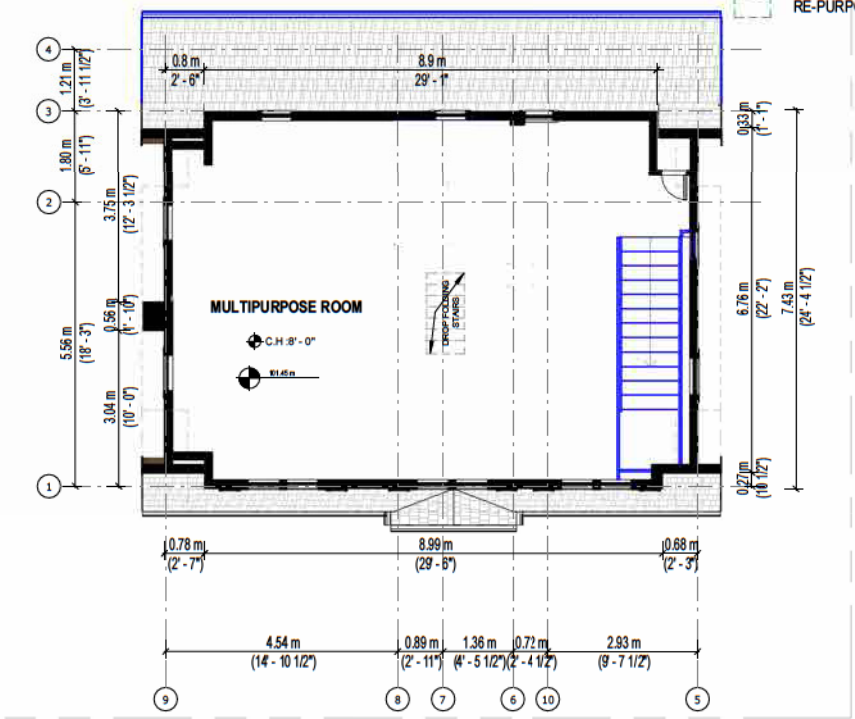 RE-PURPO
4
0.8 m
2' - 6"
8.9 m
29' - 1"
1.21 m
(3' - 11 1/2")
3
0.33 m
(1' - 1")
1.80 m
(5' - 11")
2
3.75 m
(12' - 3 1/2")
6.76 m
(22' - 2")
7.43 m
(24' - 4 1/2")
DROP FOLDING
STAIRS
MULTIPURPOSE ROOM
0.56 m
(1' - 10")
C.H :8' - 0"
5.56 m
(18' - 3")
101.45 m
3.04 m
(10' - 0")
1
0.27 m
(10 1/2")
0.78 m
(2' - 7")
8.99 m
(29' - 6")
0.68 m
(2' - 3")
4.54 m
(14' - 10 1/2")
0.89 m
(2' - 11")
1.36 m
(4' - 5 1/2")
0.72 m
(2' - 4 1/2")
2.93 m
(9' - 7 1/2")
9
8
7
6
10
5